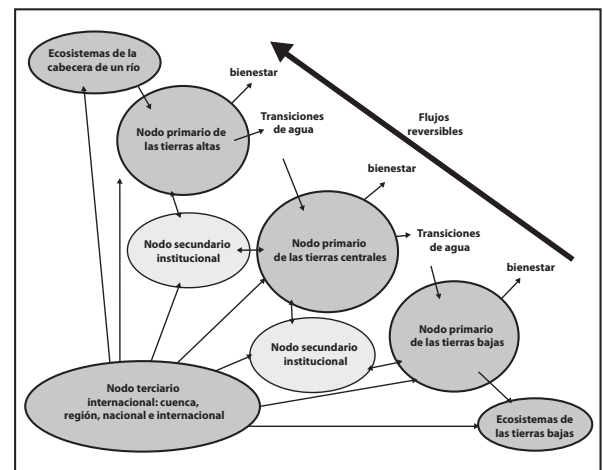 Ecosistemas de la
cabecera de un río
bienestar
Nodo primario de
las tierras altas
Transiciones
de agua
Flujos
reversibles
bienestar
Nodo secundario
institucional
Nodo primario
de las tierras centrales
Transiciones
de agua
bienestar
Nodo secundario
institucional
Nodo primario
de las tierras bajas
Nodo terciario
internacional: cuenca,
región, nacional e internacional
Ecosistemas de
las tierras bajas